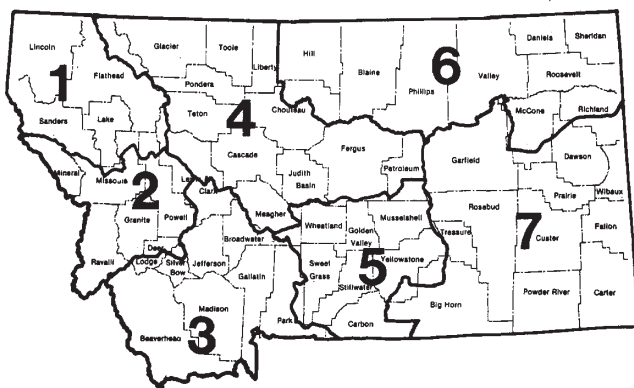 Lincoln
Flathead
1
Sanders
Lake
Glacier
Toole
Liberty
Pondera
Teton
4
Chouteau
Cascade
Fergus
Judith
Basin
Petroleum
Meagher
Hill
Blaine
Phillips
6
Valley
Daniels
Sheridan
Roosevelt
McCone
Richland
Mineral
Missoula
2
Lewis &
Clark
Granite
Powell
Ravalli
Deer
Lodge
Silver
Bow
Jefferson
Broadwater
Gallatin
Madison
3
Beaverhead
Park
Wheatland
Golden
Valley
Musselshell
Sweet
Grass
5
Yellowstone
Stillwater
Carbon
Garfield
Dawson
Prairie
Wibaux
Rosebud
Treasure
7
Custer
Fallon
Big Horn
Powder River
Carter